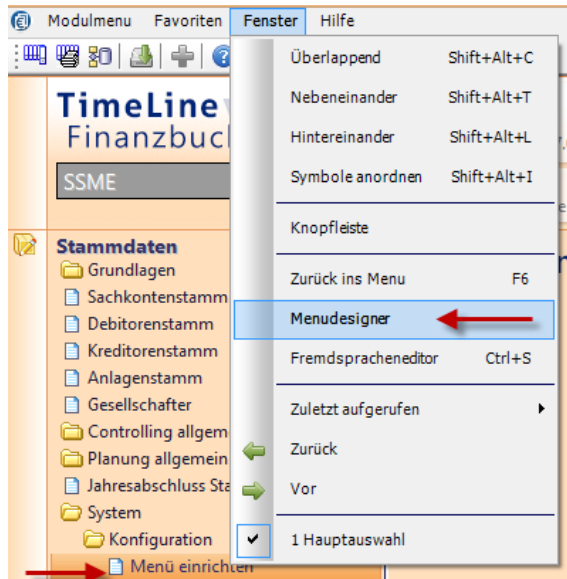 Modulmenu Favoriten Fenster Hilfe
TimeLine
Finanzbuc
SSME
Stammdaten
Grundlagen
Sachkontenstamm
Debitorenstamm
Kreditorenstamm
Anlagenstamm
Gesellschafter
Controlling allgem
Planung allgemein
Jahresabschluss Sta
System
Konfiguration
Menü einrichten
Überlappend Shift+Alt+C
Nebeneinander Shift+Alt+T
Hintereinander Shift+Alt+L
Symbole anordnen Shift+Alt+I
Knopfleiste
Zurück ins Menu F6
Menudesigner
Fremdspracheneditor Ctrl+S
Zuletzt aufgerufen
Zurück
Vor
1 Hauptauswahl